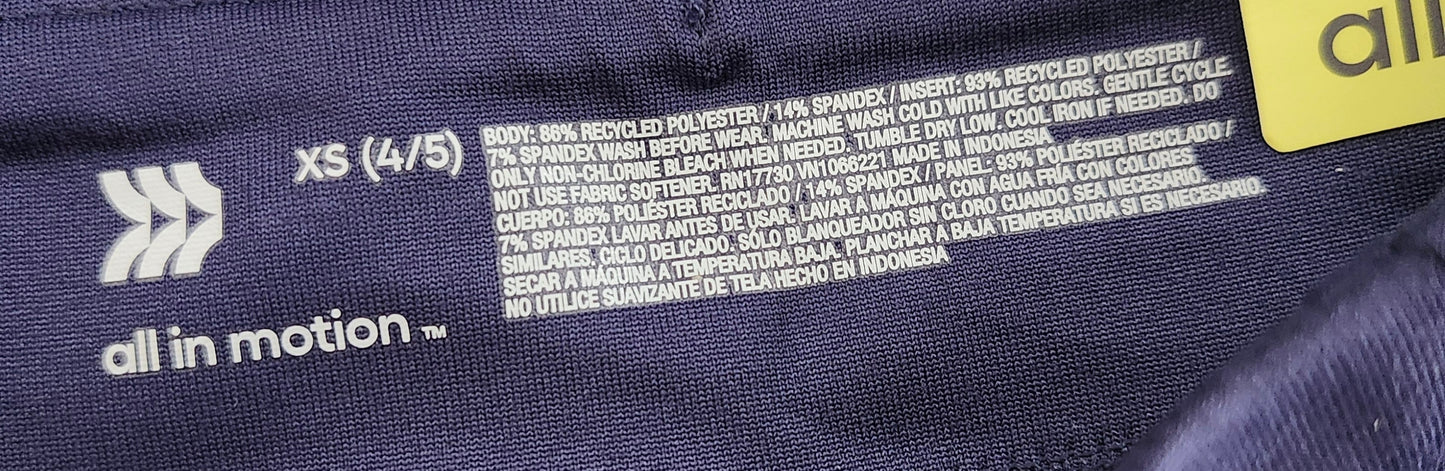 XS (4/5)
all in motion™
BODY: 86% RECYCLED POLYESTER / 14% SPANDEX / INSERT: 93% RECYCLED POLYESTER /
7% SPANDEX WASH BEFORE WEAR. MACHINE WASH COLD WITH LIKE COLORS. GENTLE CYCLE.
ONLY NON-CHLORINE BLEACH WHEN NEEDED. TUMBLE DRY LOW. COOL IRON IF NEEDED. DO
NOT USE FABRIC SOFTENER. RN17730 VN1066221 MADE IN INDONESIA
CUERPO: 86% POLIÉSTER RECICLADO / 14% SPANDEX / PANEL: 93% POLIÉSTER RECICLADO /
7% SPANDEX LAVAR ANTES DE USAR. LAVAR A MÁQUINA CON AGUA FRÍA CON COLORES
SIMILARES. CICLO DELICADO. SÓLO BLANQUEADOR SIN CLORO CUANDO SEA NECESARIO.
SECAR A MÁQUINA A TEMPERATURA BAJA. PLANCHAR A BAJA TEMPERATURA SI ES NECESARIO.
NO UTILICE SUAVIZANTE DE TELA HECHO EN INDONESIA
all